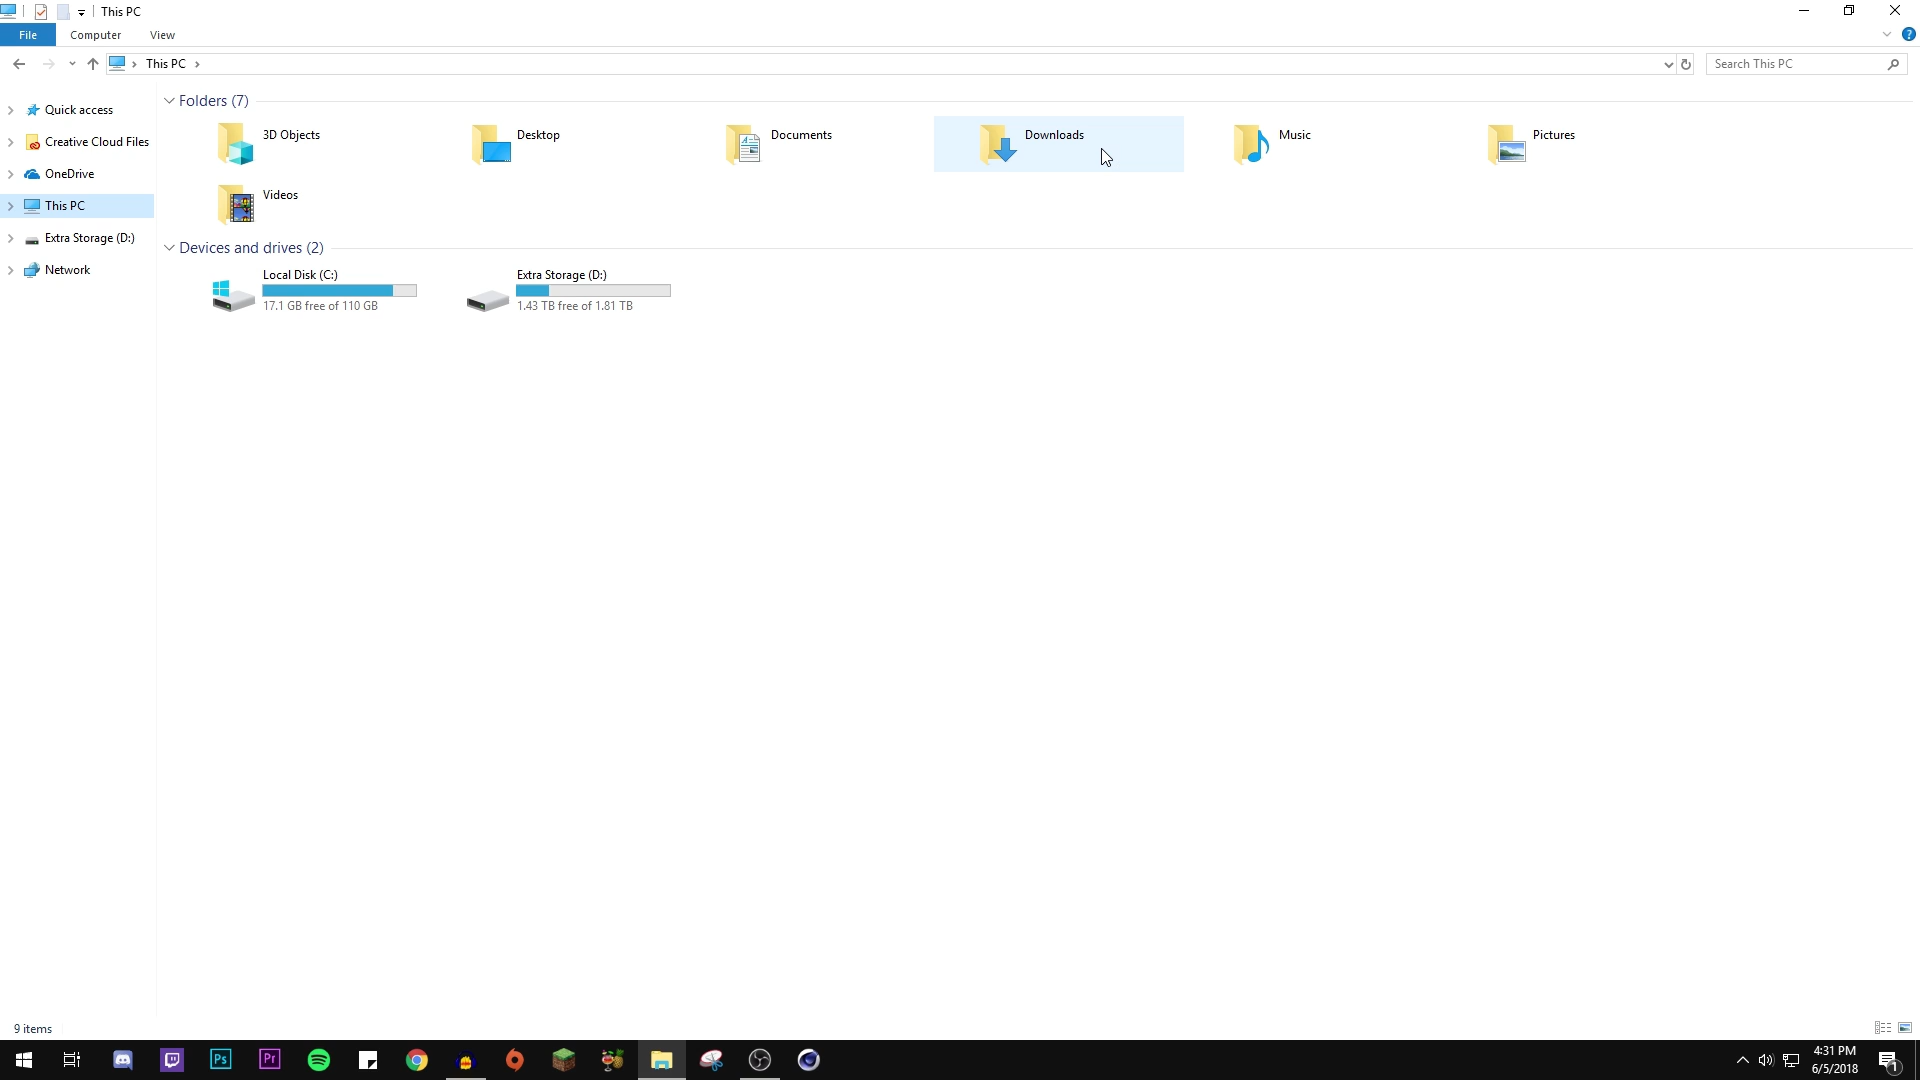 This PC
File Computer View
This PC
Search This PC
Quick access
Creative Cloud Files
OneDrive
This PC
Extra Storage (D:)
Network
Folders (7)
3D Objects Desktop Documents Downloads Music Pictures
Videos
Devices and drives (2)
Local Disk (C:) Extra Storage (D:)
17.1 GB free of 110 GB 1.43 TB free of 1.81 TB
9 items
Ps Pr
4:31 PM
6/5/2018
1